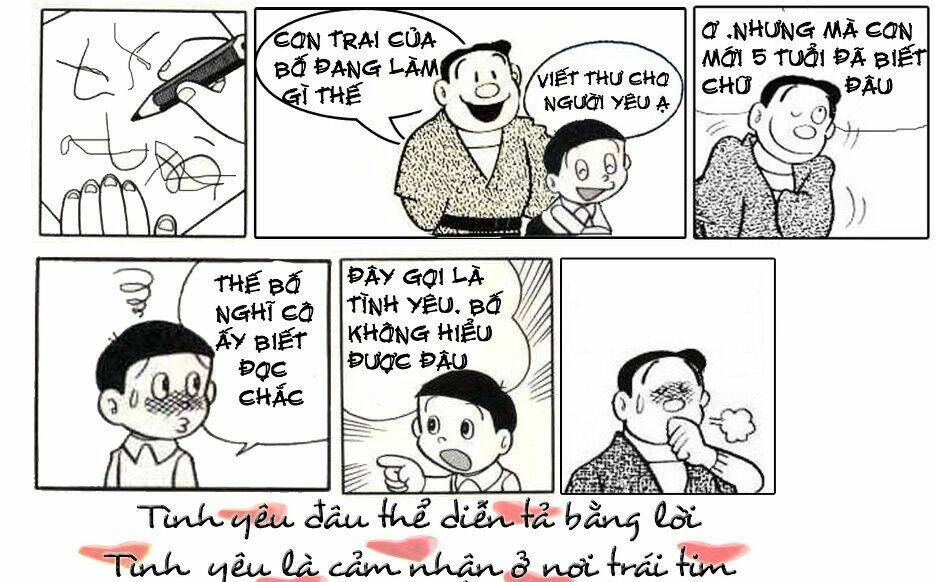 CON TRAI CỦA
BỐ ĐANG LÀM
GÌ THẾ
VIẾT THƯ CHO
NGƯỜI YÊU Ạ
Ơ .NHƯNG MÀ CON
MỚI 5 TUỔI ĐÃ BIẾT
CHỮ ĐÂU
THẾ BỐ
NGHĨ CÔ
ẤY BIẾT
ĐỌC
CHẮC
ĐÂY GỌI LÀ
TÌNH YÊU. BỐ
KHÔNG HIỂU
ĐƯỢC ĐÂU
Tình yêu đâu thể diễn tả bằng lời
Tình yêu là cảm nhận ở nơi trái tim